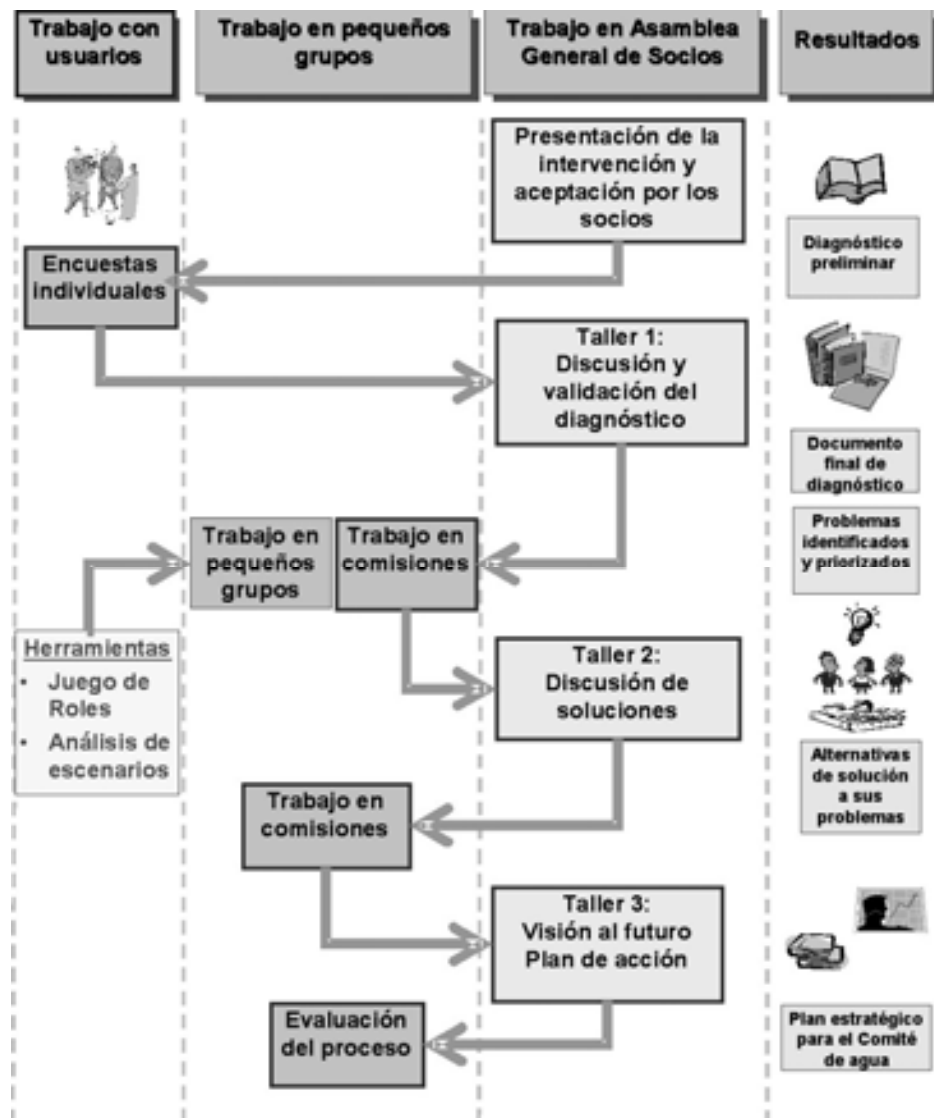 Trabajo con
usuarios
Trabajo en pequeños
grupos
Trabajo en Asamblea
General de Socios
Resultados
Presentación de la
intervención y
aceptación por los
socios
Diagnóstico
preliminar
Encuestas
individuales
Taller 1:
Discusión y
validación del
diagnóstico
Documento
final de
diagnóstico
Trabajo en
pequeños
grupos
Trabajo en
comisiones
Problemas
identificados
y priorizados
Herramientas
• Juego de
Roles
• Análisis de
escenarios
Taller 2:
Discusión de
soluciones
Alternativas
de solución
a sus
problemas
Trabajo en
comisiones
Taller 3:
Visión al futuro
Plan de acción
Evaluación
del proceso
Plan estratégico
para el Comité
de agua